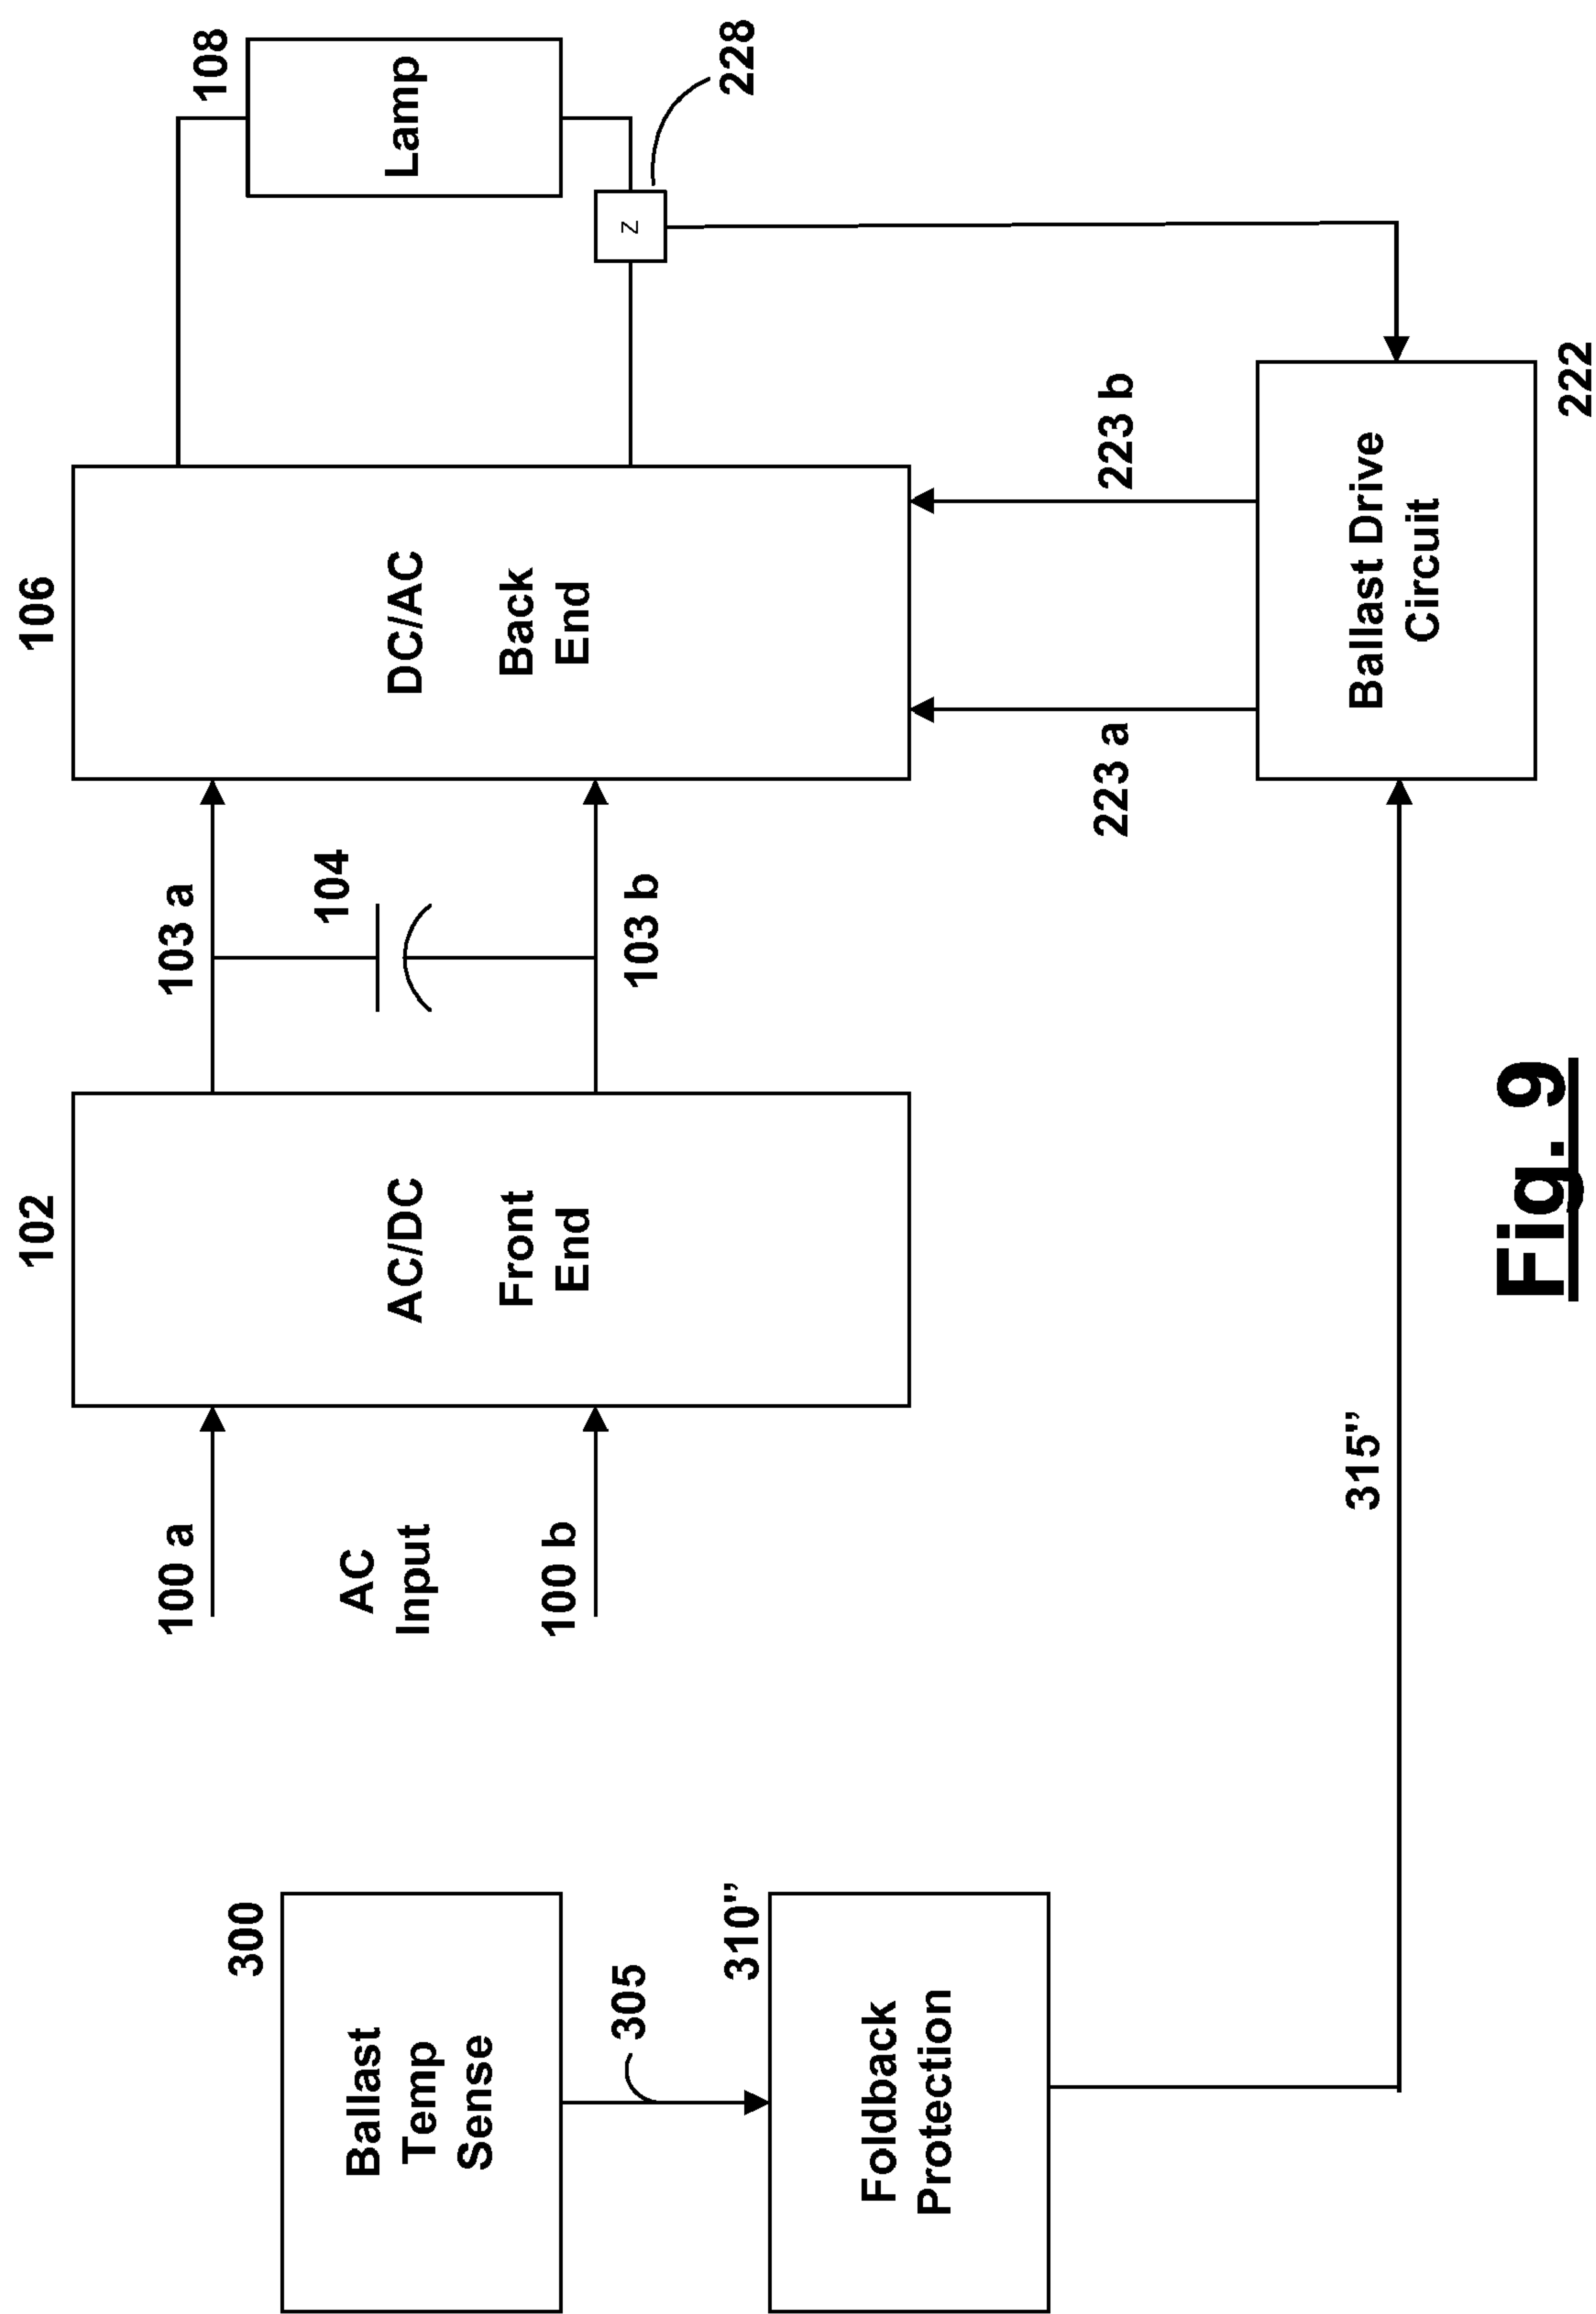 102
106
108
100 a
103 a
Lamp
AC
Input
AC/DC
Front
End
104
DC/AC
Back
End
100 b
103 b
Z
228
300
Ballast
Temp
Sense
305
310"
Foldback
Protection
223 a
223 b
315"
Ballast Drive
Circuit
222
Fig. 9